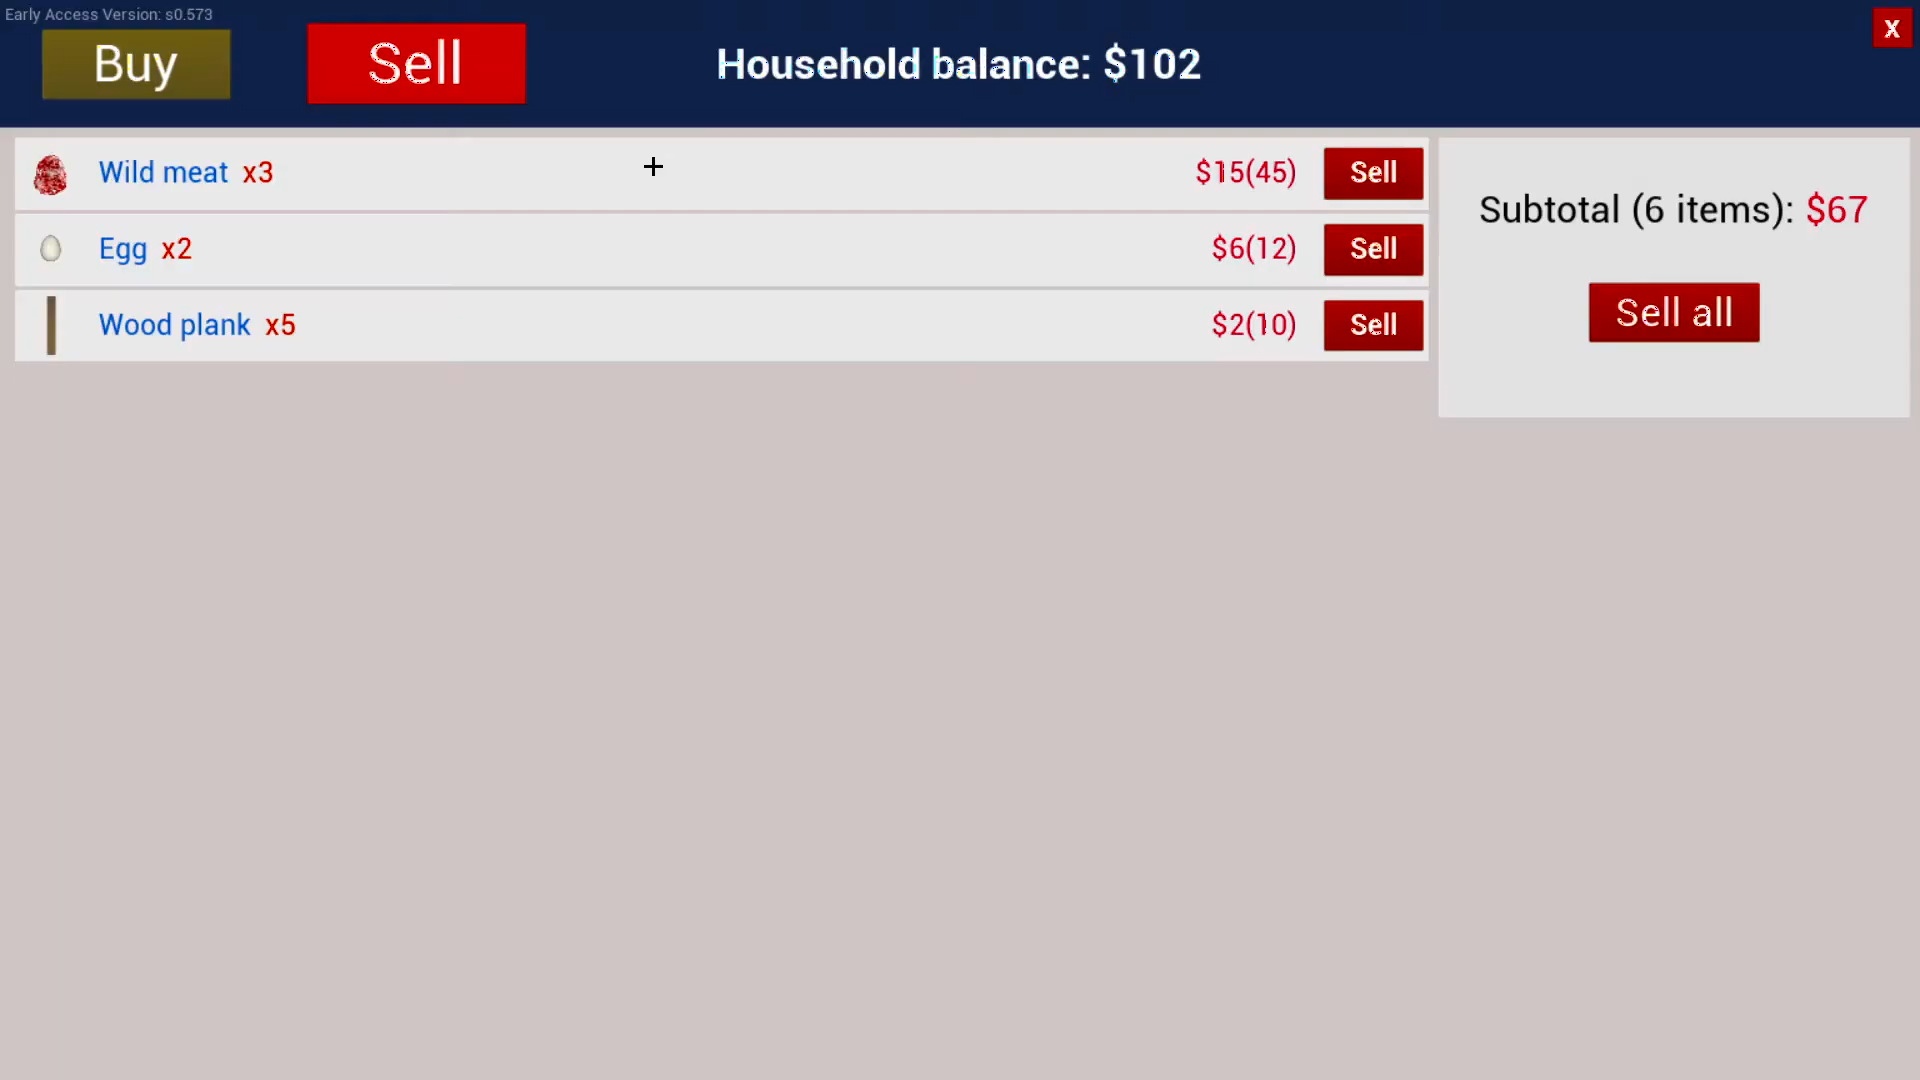 Early Access Version: s0.573
Buy
Sell
Household balance: $102
X
Wild meat x3 $15(45) Sell
Egg x2 $6(12) Sell
Wood plank x5 $2(10) Sell
Subtotal (6 items): $67
Sell all